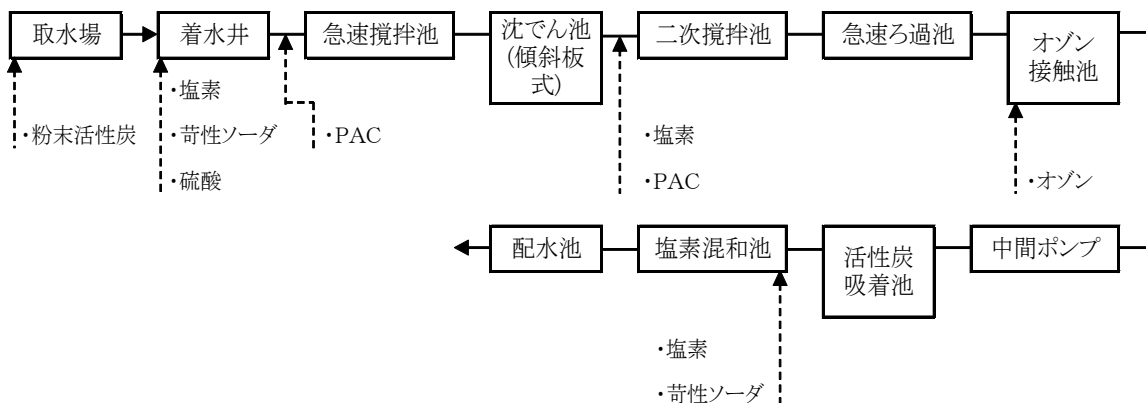 取水場
着水井
急速撹拌池
沈でん池
(傾斜板
式)
二次撹拌池
急速ろ過池
オゾン
接触池
・粉末活性炭
・塩素
・苛性ソーダ
・硫酸
・PAC
・塩素
・PAC
・オゾン
配水池
塩素混和池
活性炭
吸着池
中間ポンプ
・塩素
・苛性ソーダ